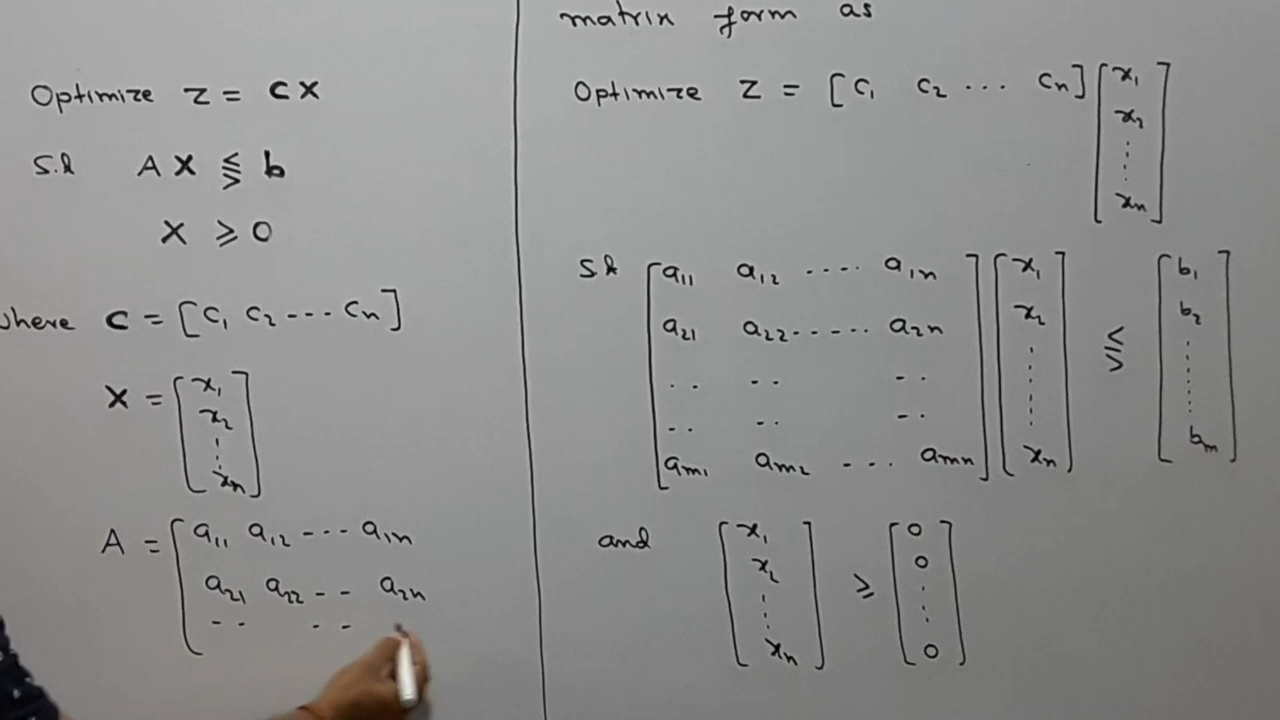 Optimize Z = CX
S.t AX ≤ = ≥ b
X ≥ 0
where C = [c₁ c₂ --- cₙ]
X = [x₁
x₂
⋮
xₙ]
A = [a₁₁ a₁₂ --- a₁ₙ
a₂₁ a₂₂ -- a₂ₙ
-- --
matrix form as
Optimize Z = [c₁ c₂ ... cₙ] [x₁
x₂
⋮
xₙ]
St [a₁₁ a₁₂ .... a₁ₙ] [x₁] [b₁]
[a₂₁ a₂₂ ..... a₂ₙ] [x₂] ≤ = ≥ [b₂]
.. .. ..
.. .. ..
[aₘ₁ aₘ₂ ... aₘₙ] [xₙ] [bₘ]
and [x₁] [0]
[x₂] ≥ [0]
⋮ ⋮
[xₙ] [0]